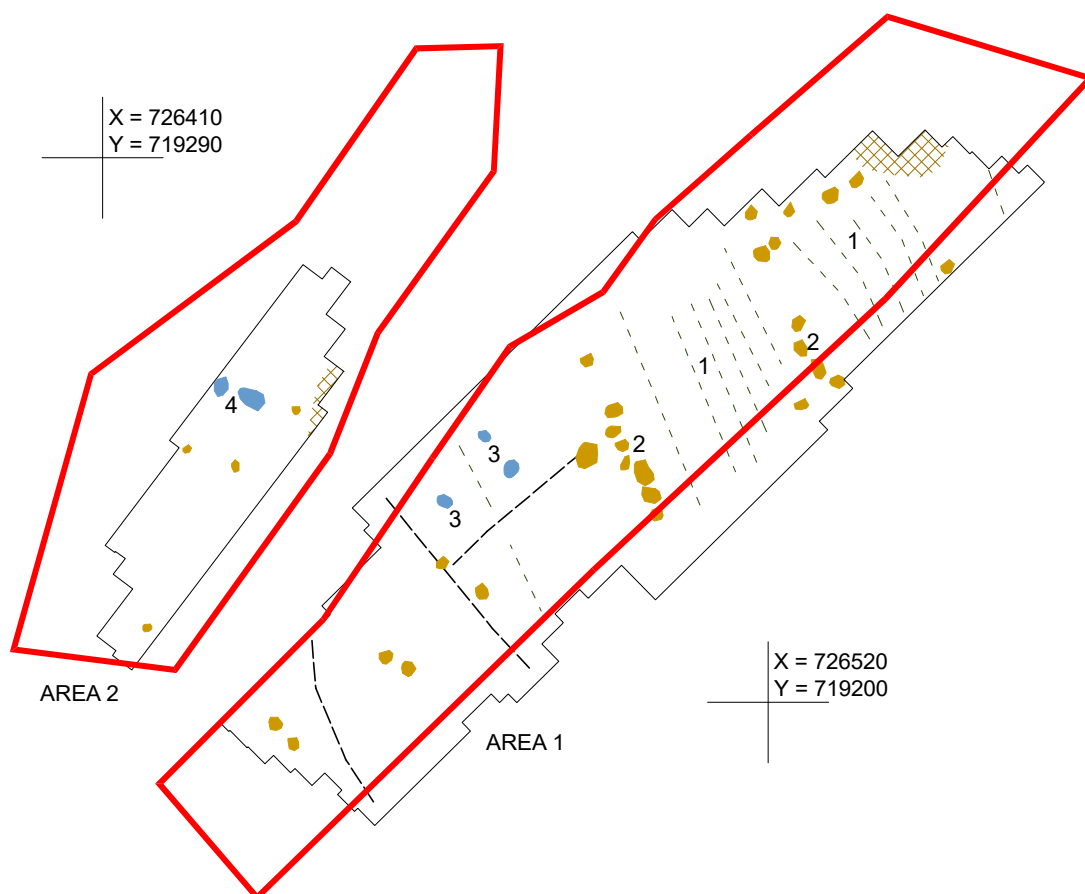 X = 726410
Y = 719290
1
1
2
2
3
3
4
AREA 2
AREA 1
X = 726520
Y = 719200